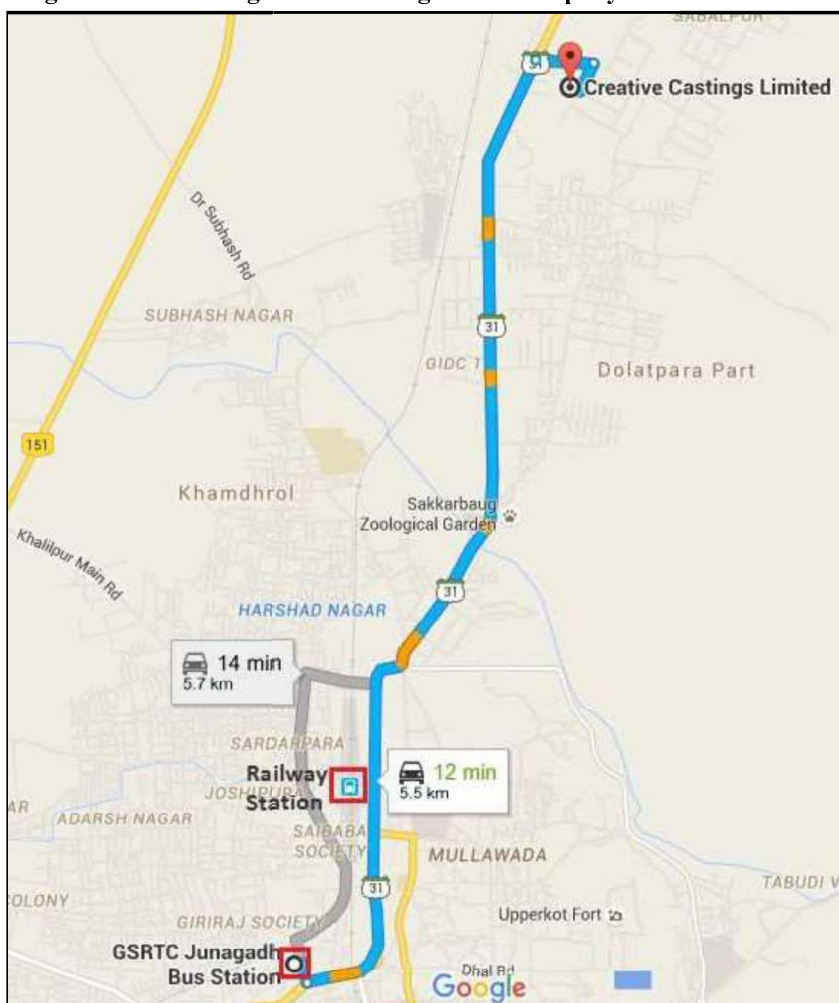 SABALPUR
31
Creative Castings Limited
Dr Subhash Rd
SUBHASH NAGAR
31
GIDC 1
Dolatpara Part
151
Khamdhrol
Sakkarbaug
Zoological Garden
Khalilpur Main Rd
31
HARSHAD NAGAR
14 min
5.7 km
SARDARPARA
Railway
Station
12 min
5.5 km
JOSHIPURA
ADARSH NAGAR
SAIBABA
SOCIETY
MULLAWADA
31
TABUDI V
COLONY
GIRIRAJ SOCIETY
Upperkot Fort
GSRTC Junagadh
Bus Station
Dhal Rd
Google